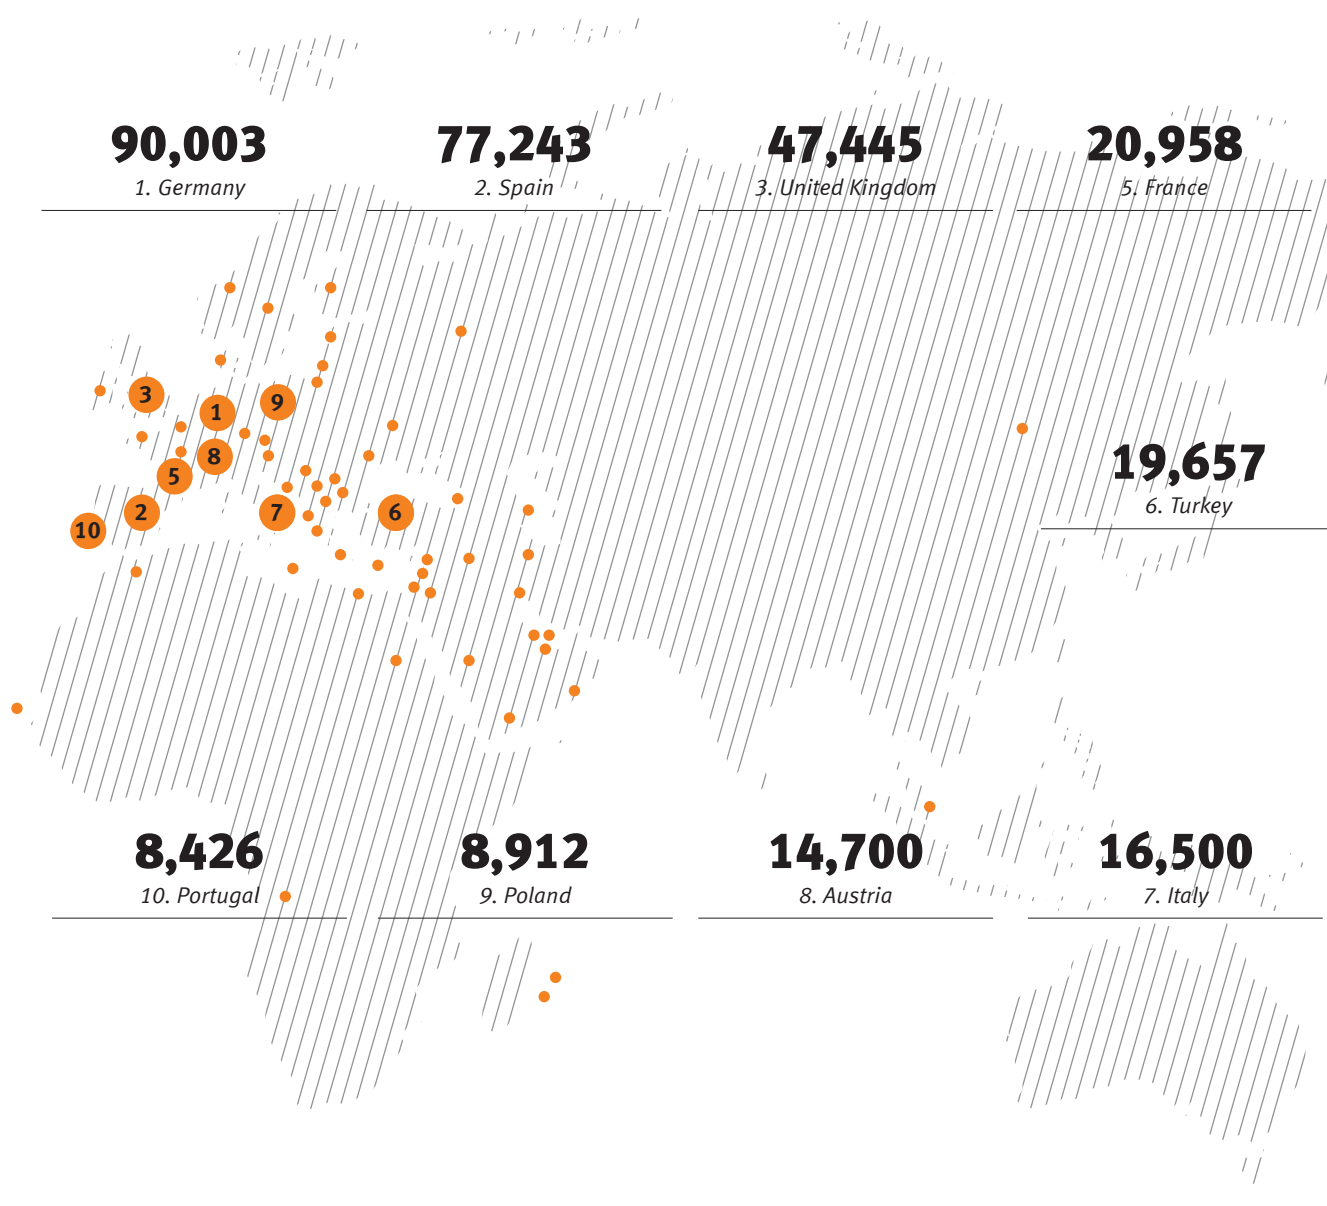 90,003
1. Germany
77,243
2. Spain
47,445
3. United Kingdom
20,958
5. France
3
1
9
8
5
2
7
6
10
19,657
6. Turkey
8,426
10. Portugal
8,912
9. Poland
14,700
8. Austria
16,500
7. Italy